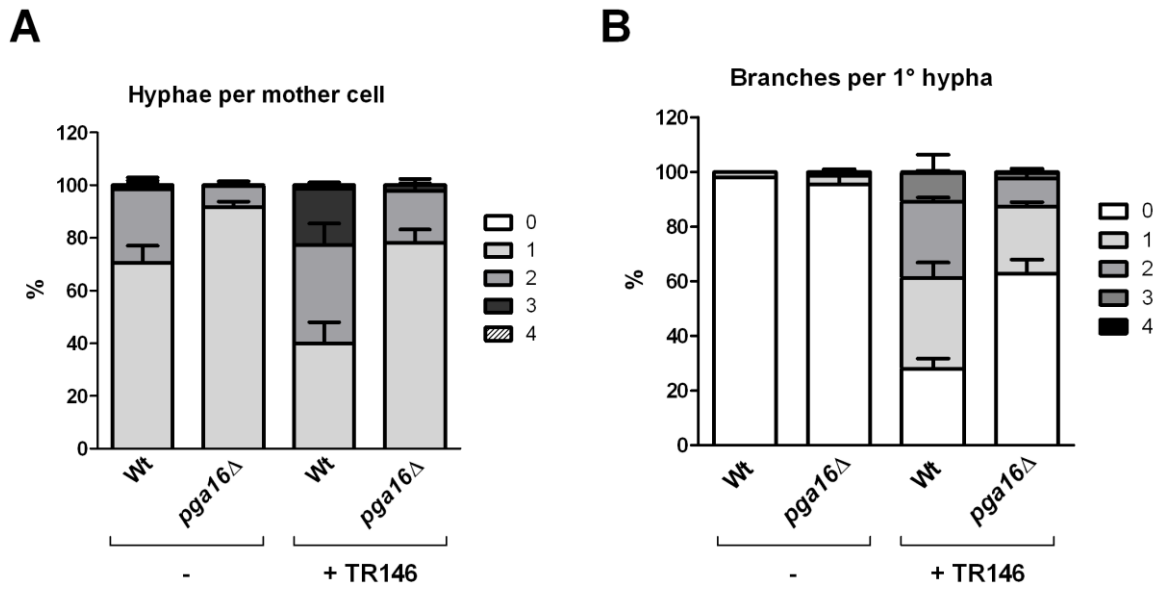 A
Hyphae per mother cell
120
100
80
60
40
20
0
%
Wt
pga16Δ
Wt
pga16Δ
-
+ TR146
0
1
2
3
4
B
Branches per 1° hypha
120
100
80
60
40
20
0
%
Wt
pga16Δ
Wt
pga16Δ
-
+ TR146
0
1
2
3
4